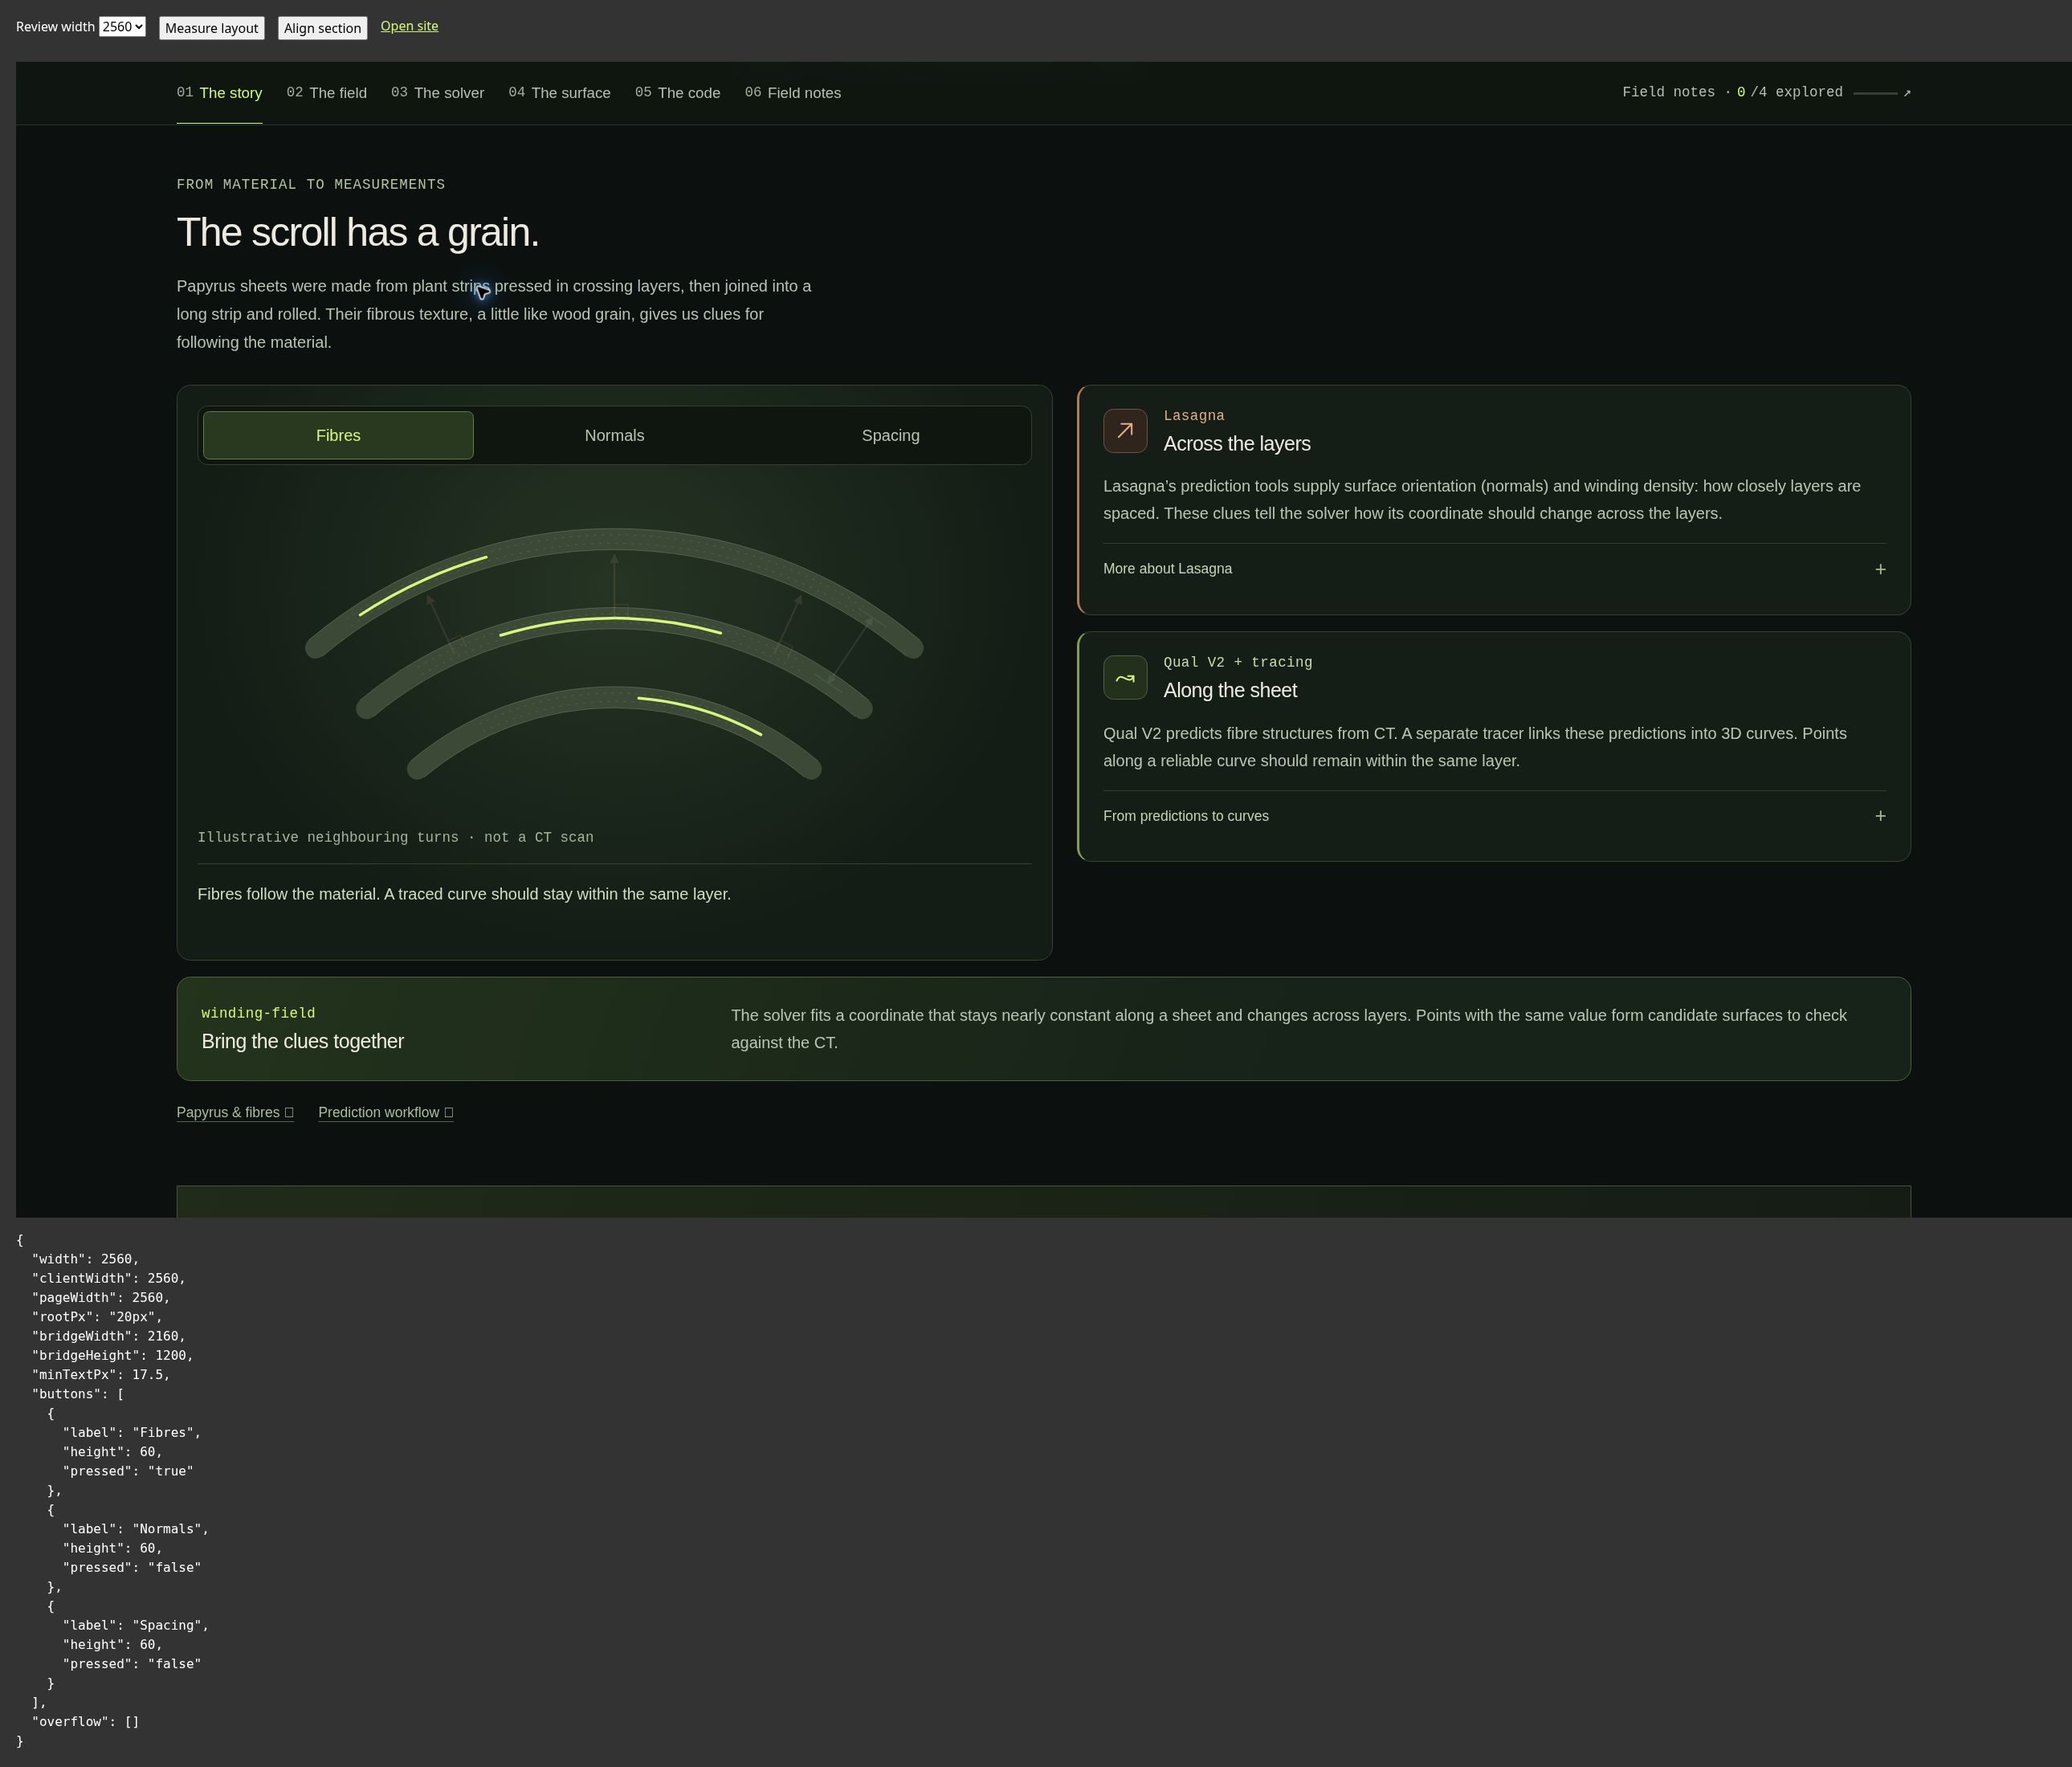 Review width 2560 Measure layout Align section Open site
01 The story 02 The field 03 The solver 04 The surface 05 The code 06 Field notes Field notes · 0 /4 explored ↗
FROM MATERIAL TO MEASUREMENTS
The scroll has a grain.
Papyrus sheets were made from plant strips pressed in crossing layers, then joined into a
long strip and rolled. Their fibrous texture, a little like wood grain, gives us clues for
following the material.
Fibres Normals Spacing
Illustrative neighbouring turns · not a CT scan
Fibres follow the material. A traced curve should stay within the same layer.
Lasagna
Across the layers
Lasagna’s prediction tools supply surface orientation (normals) and winding density: how closely layers are
spaced. These clues tell the solver how its coordinate should change across the layers.
More about Lasagna +
Qual V2 + tracing
Along the sheet
Qual V2 predicts fibre structures from CT. A separate tracer links these predictions into 3D curves. Points
along a reliable curve should remain within the same layer.
From predictions to curves +
winding-field
Bring the clues together
The solver fits a coordinate that stays nearly constant along a sheet and changes across layers. Points with the same value form candidate surfaces to check
against the CT.
Papyrus & fibres Prediction workflow
{
"width": 2560,
"clientWidth": 2560,
"pageWidth": 2560,
"rootPx": "20px",
"bridgeWidth": 2160,
"bridgeHeight": 1200,
"minTextPx": 17.5,
"buttons": [
{
"label": "Fibres",
"height": 60,
"pressed": "true"
},
{
"label": "Normals",
"height": 60,
"pressed": "false"
},
{
"label": "Spacing",
"height": 60,
"pressed": "false"
}
],
"overflow": []
}